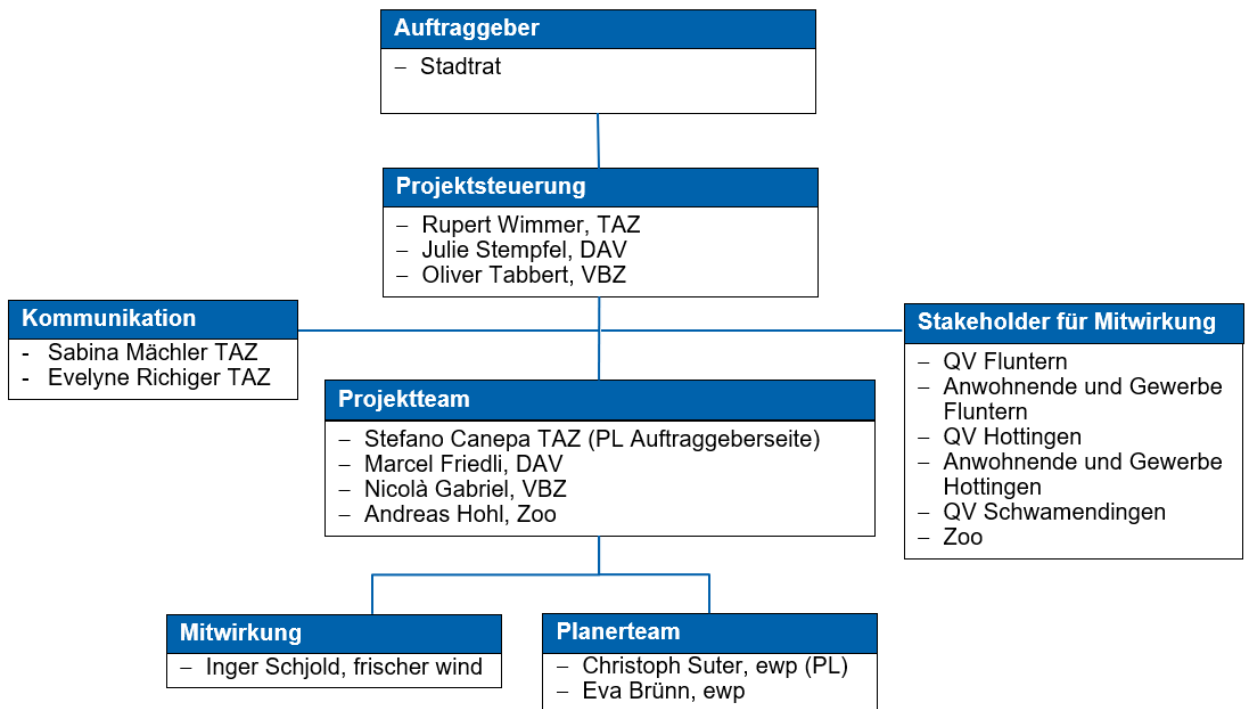 Auftraggeber
– Stadtrat
Projektsteuerung
– Rupert Wimmer, TAZ
– Julie Stempfel, DAV
– Oliver Tabbert, VBZ
Kommunikation
- Sabina Mächler TAZ
- Evelyne Richiger TAZ
Stakeholder für Mitwirkung
– QV Fluntern
– Anwohnende und Gewerbe
Fluntern
– QV Hottingen
– Anwohnende und Gewerbe
Hottingen
– QV Schwamendingen
– Zoo
Projektteam
– Stefano Canepa TAZ (PL Auftraggeberseite)
– Marcel Friedli, DAV
– Nicolà Gabriel, VBZ
– Andreas Hohl, Zoo
Mitwirkung
– Inger Schjold, frischer wind
Planerteam
– Christoph Suter, ewp (PL)
– Eva Brünn, ewp